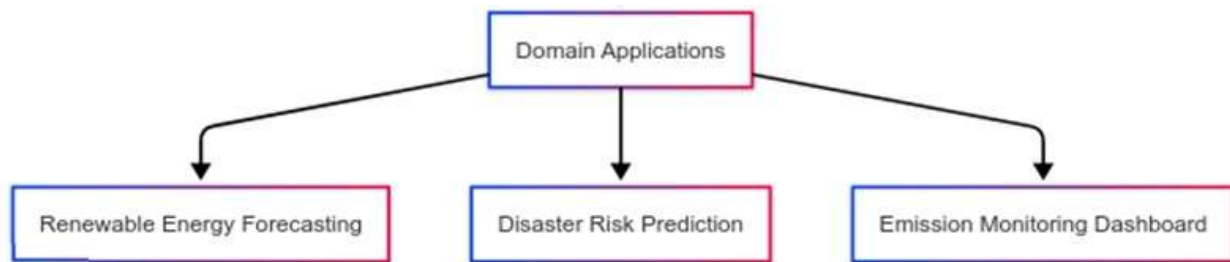 Domain Applications
Renewable Energy Forecasting
Disaster Risk Prediction
Emission Monitoring Dashboard